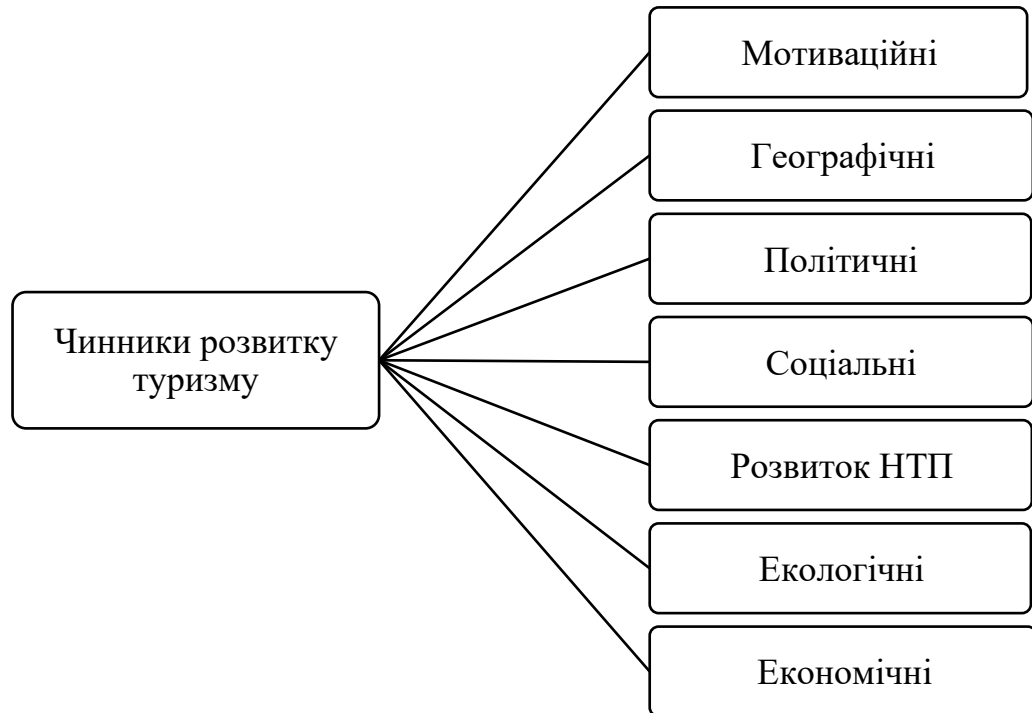 Чинники розвитку
туризму
Мотиваційні
Географічні
Політичні
Соціальні
Розвиток НТП
Екологічні
Економічні